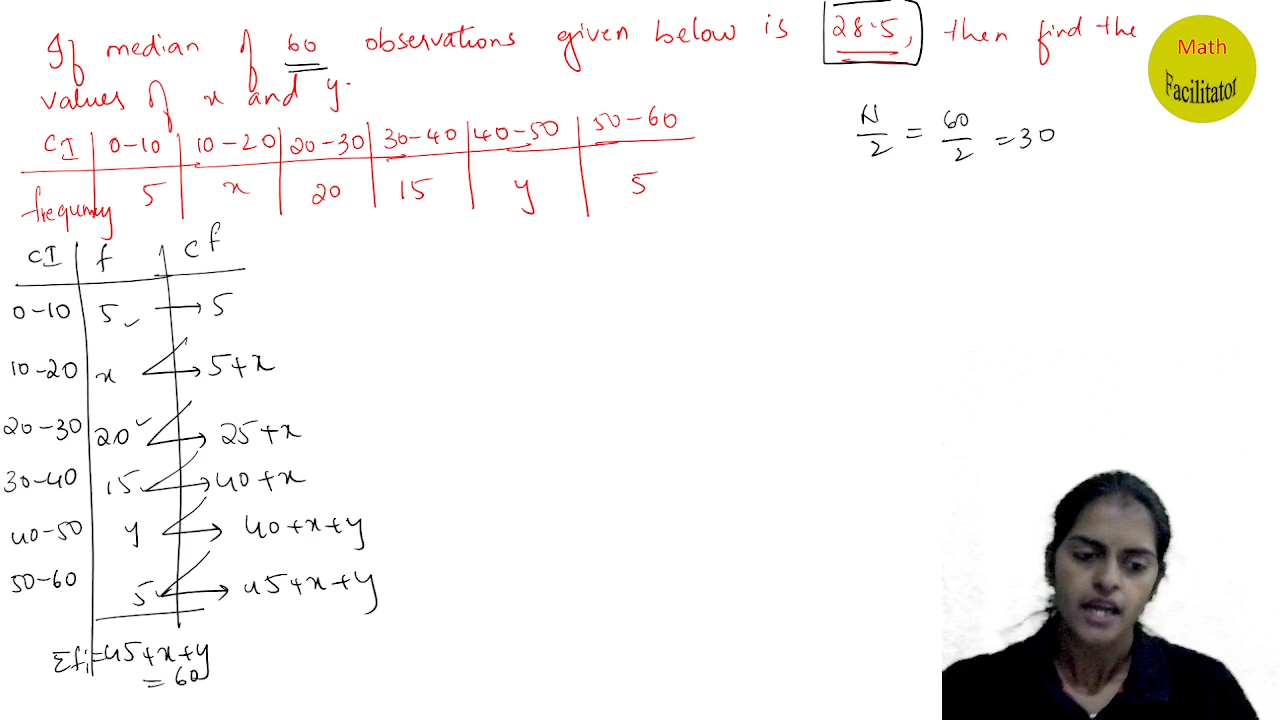 If median of 60 observations given below is 28.5, then find the
values of x and y.
Math
Facilitator
N/2 = 60/2 = 30
CI 0-10 10-20 20-30 30-40 40-50 50-60
frequency 5 x 20 15 y 5
CI f cf
0-10 5 → 5
10-20 x → 5+x
20-30 20 → 25+x
30-40 15 → 40+x
40-50 y → 40+x+y
50-60 5 → 45+x+y
Σfi = 45+x+y
= 60